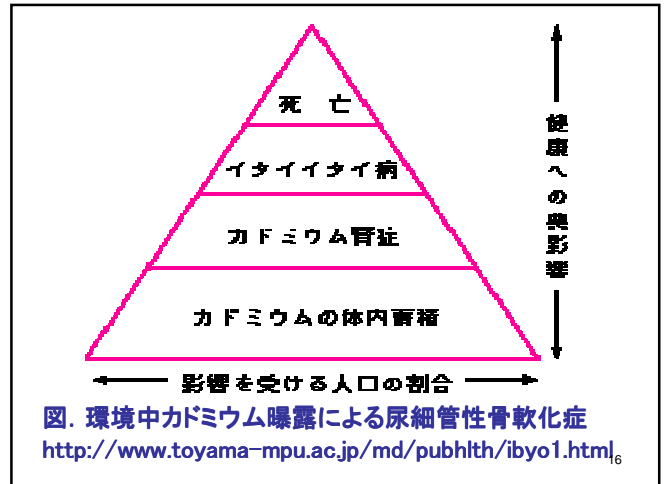 死 亡
イタイイタイ病
カドミウム腎症
カドミウムの体内蓄積
影響を受ける人口の割合
健康への悪影響
図. 環境中カドミウム曝露による尿細管性骨軟化症
http://www.toyama-mpu.ac.jp/md/pubhlth/ibyo1.html
16